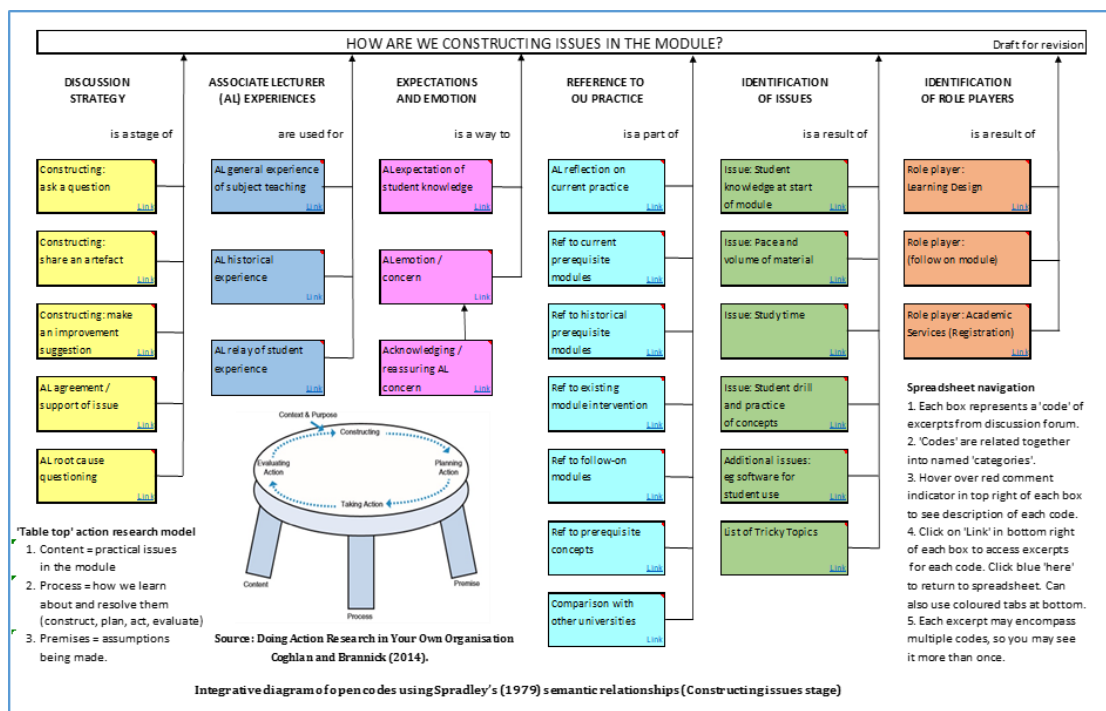 HOW ARE WE CONSTRUCTING ISSUES IN THE MODULE?
Draft for revision
DISCUSSION
STRATEGY
is a stage of
Constructing:
ask a question
Link
Constructing:
share an artefact
Link
Constructing: make
an improvement
suggestion
Link
AL agreement /
support of issue
Link
AL root cause
questioning
Link
ASSOCIATE LECTURER
(AL) EXPERIENCES
are used for
AL general experience
of subject teaching
Link
AL historical
experience
Link
AL relay of student
experience
Link
EXPECTATIONS
AND EMOTION
is a way to
AL expectation of
student knowledge
Link
AL emotion /
concern
Link
Acknowledging /
reassuring AL
concern
Link
REFERENCE TO
OU PRACTICE
is a part of
AL reflection on
current practice
Link
Ref to current
prerequisite
modules
Link
Ref to historical
prerequisite
modules
Link
Ref to existing
module intervention
Link
Ref to follow-on
modules
Link
Ref to prerequisite
concepts
Link
Comparison with
other universities
Link
IDENTIFICATION
OF ISSUES
is a result of
Issue: Student
knowledge at start
of module
Link
Issue: Pace and
volume of material
Link
Issue: Study time
Link
Issue: Student drill
and practice
of concepts
Link
Additional issues:
eg software for
student use
Link
List of Tricky Topics
Link
IDENTIFICATION
OF ROLE PLAYERS
is a result of
Role player:
Learning Design
Link
Role player:
(follow on module)
Link
Role player: Academic
Services (Registration)
Link
Spreadsheet navigation
1. Each box represents a 'code' of
excerpts from discussion forum.
2. 'Codes' are related together
into named 'categories'.
3. Hover over red comment
indicator in top right of each box
to see description of each code.
4. Click on 'Link' in bottom right
of each box to access excerpts
for each code. Click blue 'here'
to return to spreadsheet. Can
also use coloured tabs at bottom.
5. Each excerpt may encompass
multiple codes, so you may see
it more than once.
'Table top' action research model
1. Content = practical issues
in the module
2. Process = how we learn
about and resolve them
(construct, plan, act, evaluate)
3. Premises = assumptions
being made.
Context & Purpose
Constructing
Evaluating
Action
Planning
Action
Taking Action
Content
Process
Premise
Source: Doing Action Research in Your Own Organisation
Coghlan and Brannick (2014).
Integrative diagram of open codes using Spradley's (1979) semantic relationships (Constructing issues stage)